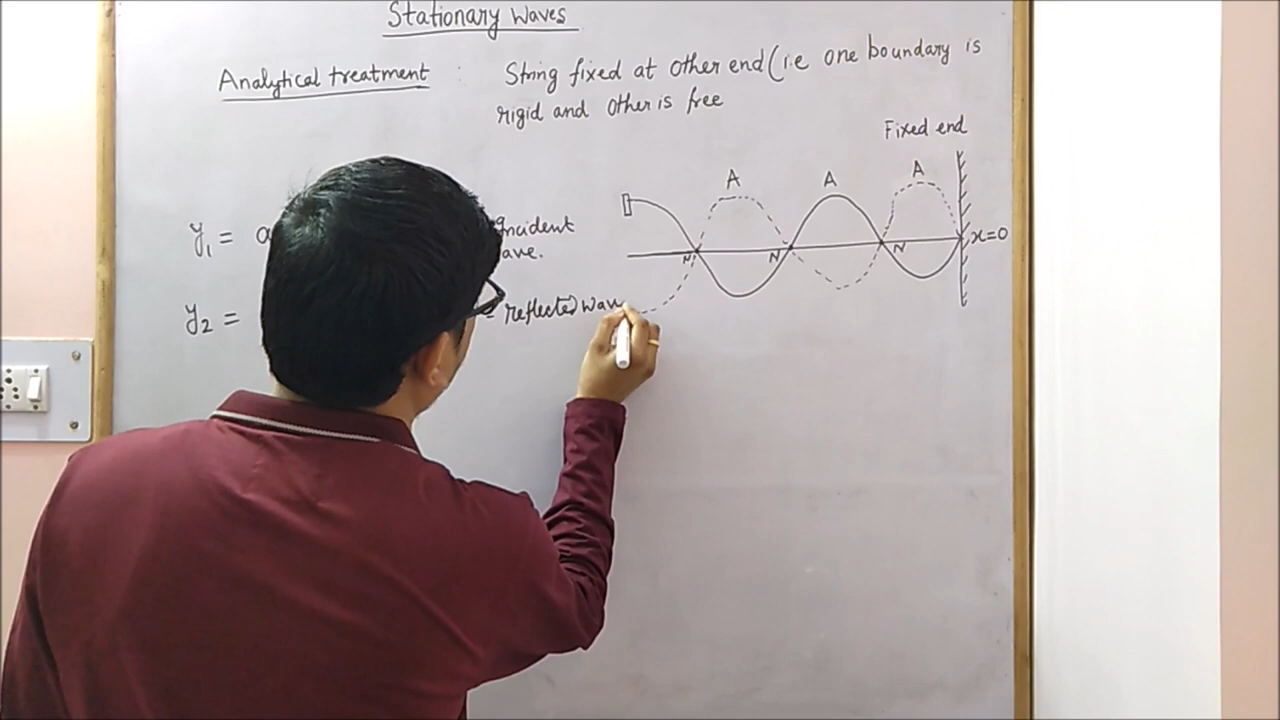 Stationary Waves
Analytical treatment : String fixed at other end (i.e one boundary is
rigid and other is free
Fixed end
A A A
y₁ = a Incident
wave.
N N N x=0
y₂ = = reflected wav